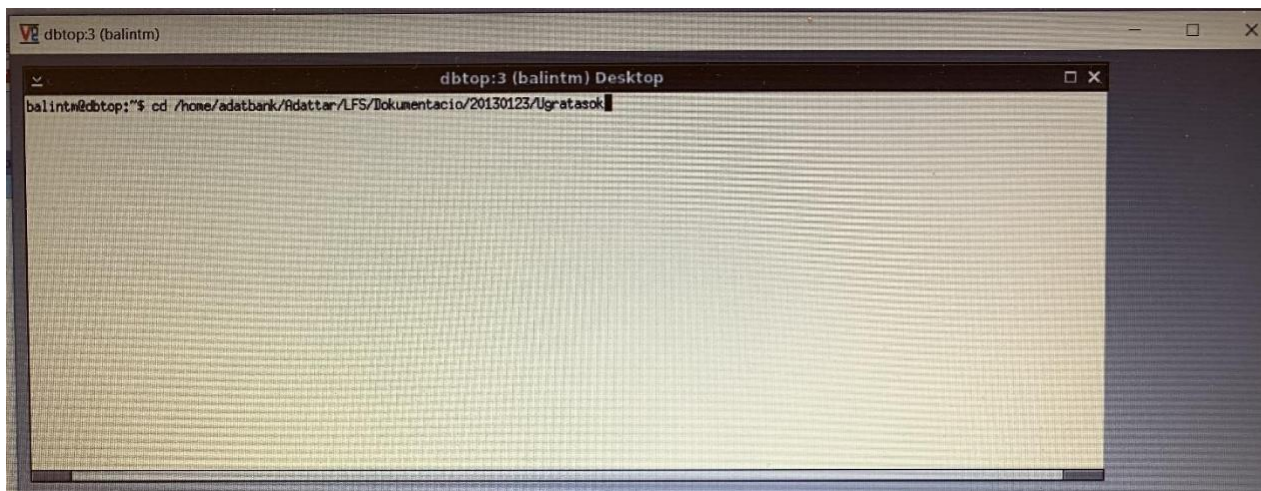 dbtop:3 (balintm)
dbtop:3 (balintm) Desktop
balintm@dbtop:~$ cd /home/adatbank/Adattar/LFS/Dokumentacio/20130123/Ugratasok